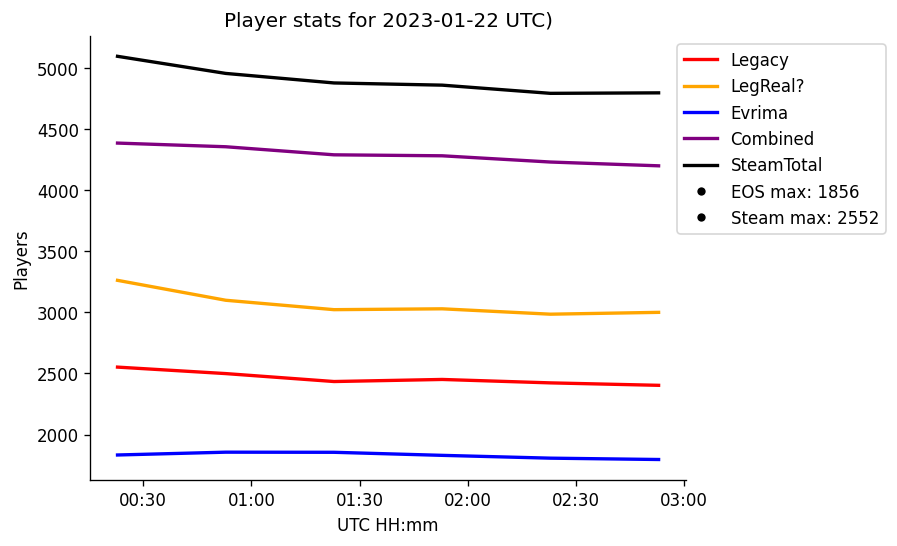 Player stats for 2023-01-22 UTC)
Legacy
LegReal?
Evrima
Combined
SteamTotal
EOS max: 1856
Steam max: 2552
Players
5000
4500
4000
3500
3000
2500
2000
00:30 01:00 01:30 02:00 02:30 03:00
UTC HH:mm